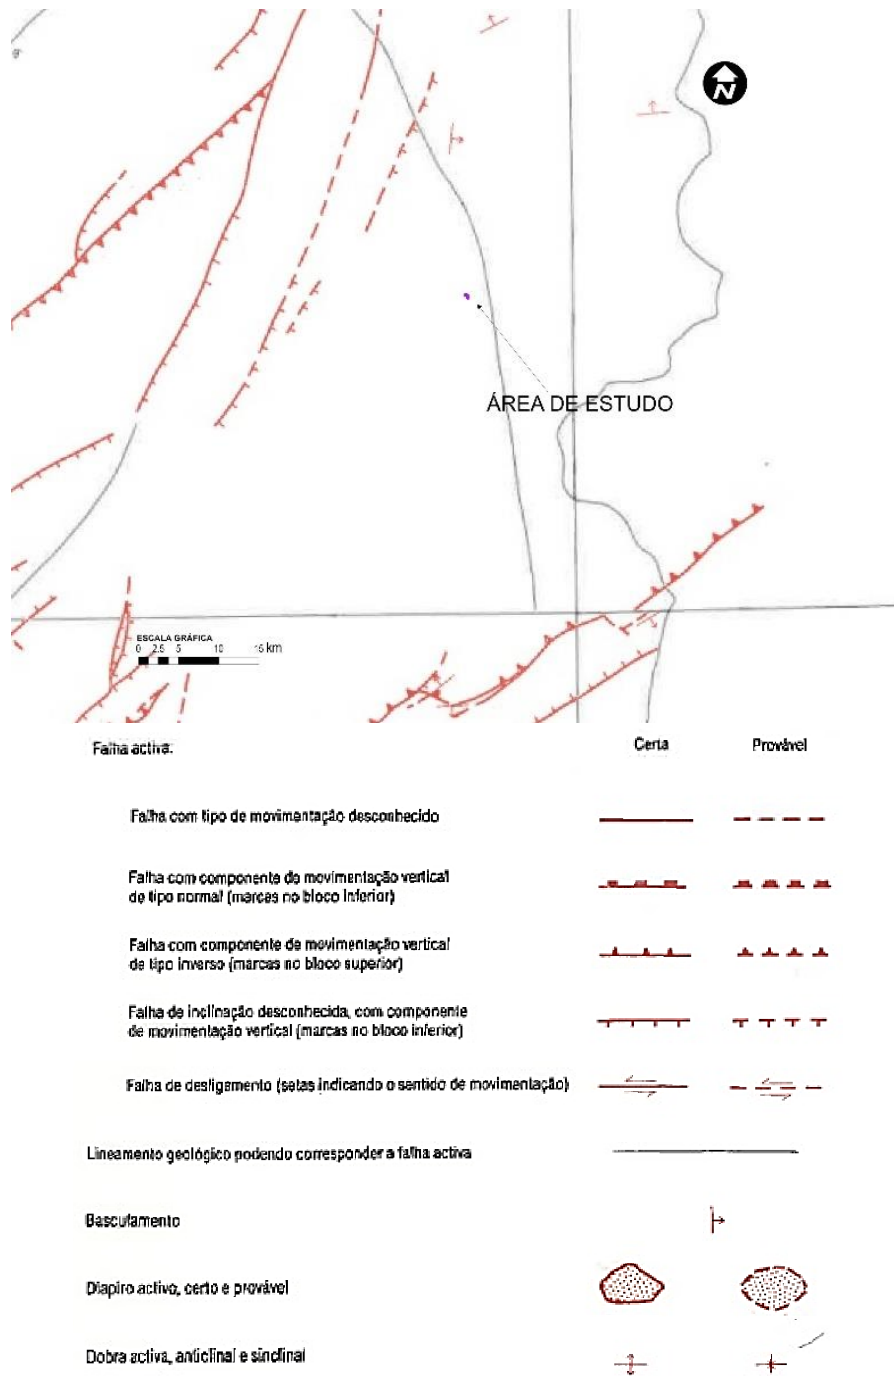 N
ÁREA DE ESTUDO
ESCALA GRÁFICA
0 2.5 5 10 15 km
Falha activa:
Certa Provável
Falha com tipo de movimentação desconhecido
Falha com componente de movimentação vertical
de tipo normal (marcas no bloco inferior)
Falha com componente de movimentação vertical
de tipo inverso (marcas no bloco superior)
Falha de inclinação desconhecida, com componente
de movimentação vertical (marcas no bloco inferior)
Falha de desligamento (setas indicando o sentido de movimentação)
Lineamento geológico podendo corresponder a falha activa
Basculamento
Diapiro activo, certo e provável
Dobra activa, anticlinal e sinclinal